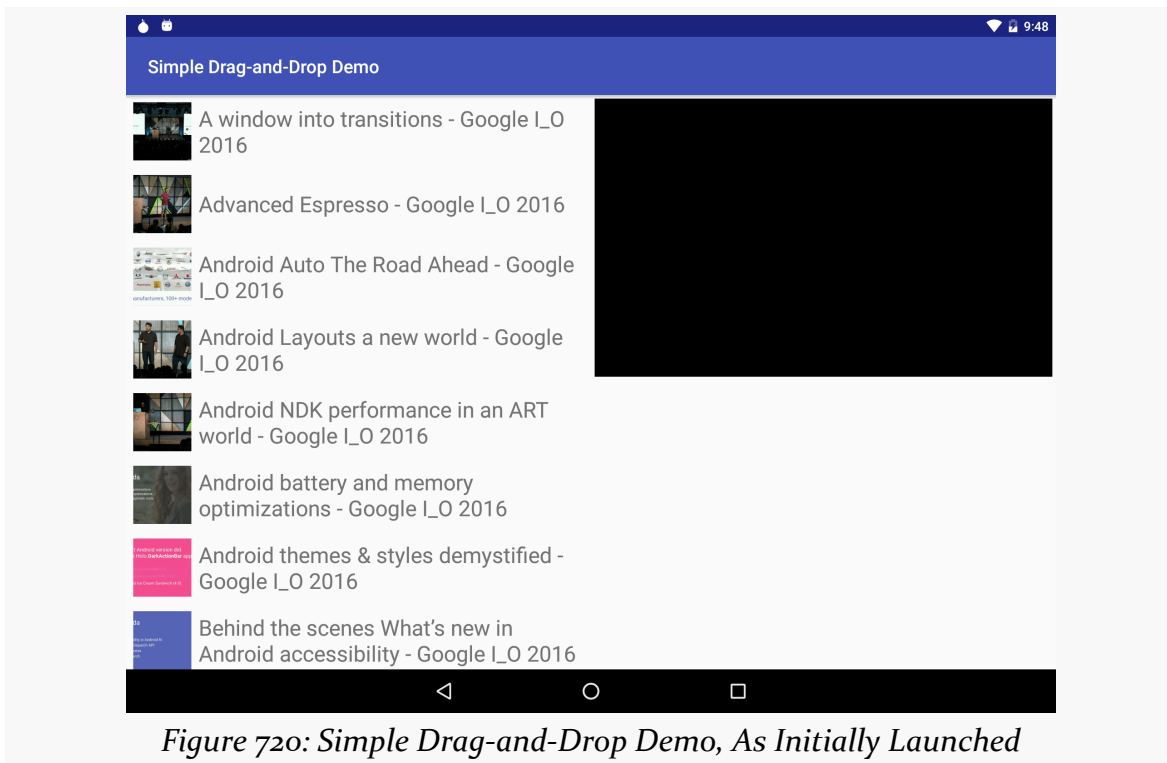 9:48
Simple Drag-and-Drop Demo
A window into transitions - Google I_O
2016
Advanced Espresso - Google I_O 2016
Android Auto The Road Ahead - Google
I_O 2016
Android Layouts a new world - Google
I_O 2016
Android NDK performance in an ART
world - Google I_O 2016
Android battery and memory
optimizations - Google I_O 2016
Android themes & styles demystified -
Google I_O 2016
Behind the scenes What's new in
Android accessibility - Google I_O 2016
Figure 720: Simple Drag-and-Drop Demo, As Initially Launched